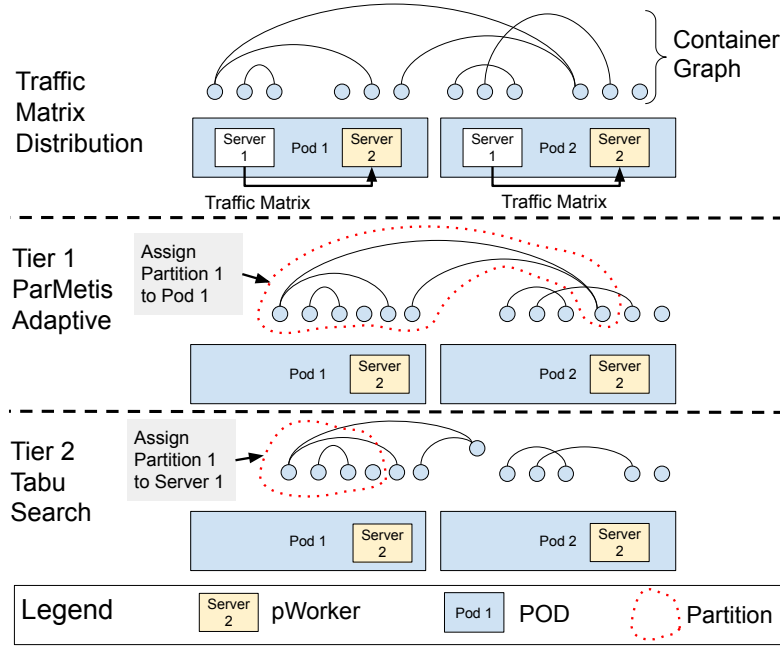 Container
Graph
Traffic
Matrix
Distribution
Server
1
Pod 1
Server
2
Server
1
Pod 2
Server
2
Traffic Matrix
Traffic Matrix
Tier 1
ParMetis
Adaptive
Assign
Partition 1
to Pod 1
Pod 1
Server
2
Pod 2
Server
2
Tier 2
Tabu
Search
Assign
Partition 1
to Server 1
Pod 1
Server
2
Pod 2
Server
2
Legend
Server
2
pWorker
Pod 1
POD
Partition